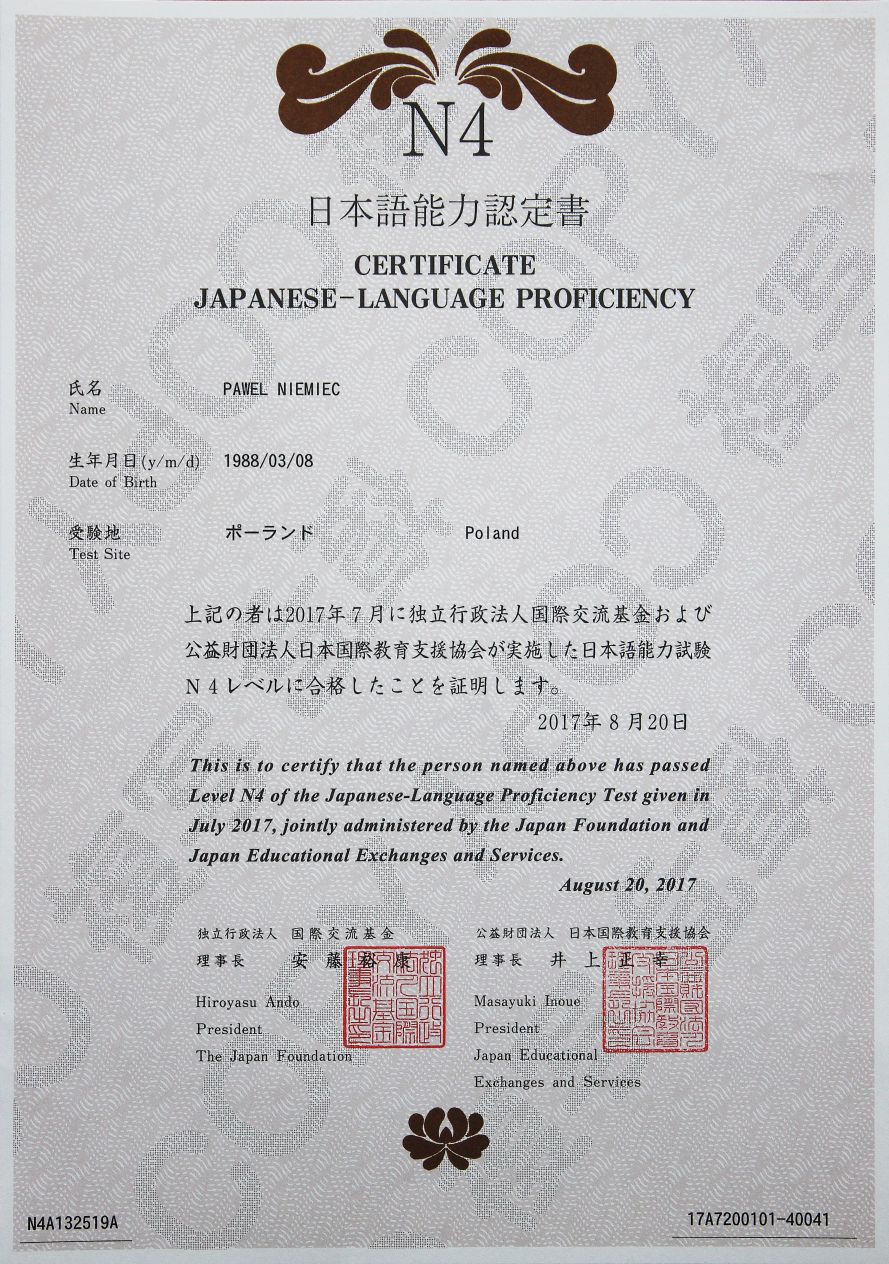 N4
日本語能力認定書
CERTIFICATE
JAPANESE-LANGUAGE PROFICIENCY
氏名 PAWEL NIEMIEC
Name
生年月日(y/m/d) 1988/03/08
Date of Birth
受験地 ポーランド Poland
Test Site
上記の者は2017年7月に独立行政法人国際交流基金および
公益財団法人日本国際教育支援協会が実施した日本語能力試験
N4レベルに合格したことを証明します。
2017年8月20日
This is to certify that the person named above has passed
Level N4 of the Japanese-Language Proficiency Test given in
July 2017, jointly administered by the Japan Foundation and
Japan Educational Exchanges and Services.
August 20, 2017
独立行政法人 国際交流基金
理事長 安藤裕康
Hiroyasu Ando
President
The Japan Foundation
公益財団法人 日本国際教育支援協会
理事長 井上正幸
Masayuki Inoue
President
Japan Educational
Exchanges and Services
N4A132519A
17A7200101-40041
複写 COPY